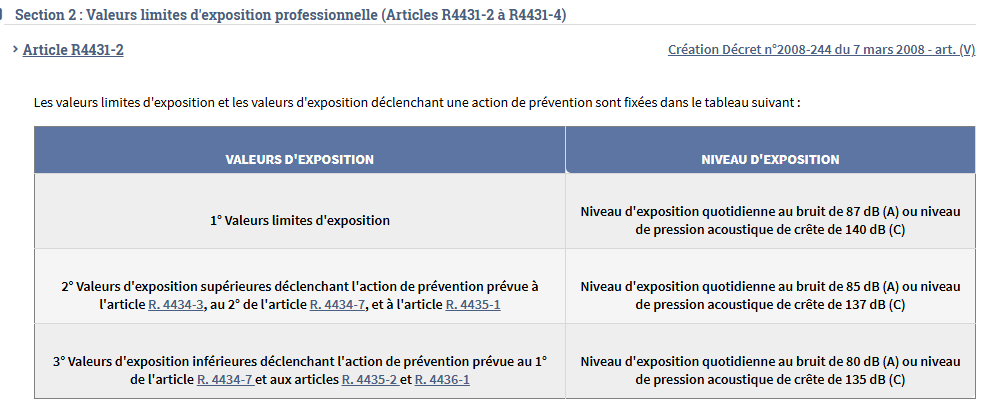 Section 2 : Valeurs limites d'exposition professionnelle (Articles R4431-2 à R4431-4)
Article R4431-2
Création Décret n°2008-244 du 7 mars 2008 - art. (V)
Les valeurs limites d'exposition et les valeurs d'exposition déclenchant une action de prévention sont fixées dans le tableau suivant :
VALEURS D'EXPOSITION
NIVEAU D'EXPOSITION
1° Valeurs limites d'exposition
Niveau d'exposition quotidienne au bruit de 87 dB (A) ou niveau
de pression acoustique de crête de 140 dB (C)
2° Valeurs d'exposition supérieures déclenchant l'action de prévention prévue à
l'article R. 4434-3, au 2° de l'article R. 4434-7, et à l'article R. 4435-1
Niveau d'exposition quotidienne au bruit de 85 dB (A) ou niveau
de pression acoustique de crête de 137 dB (C)
3° Valeurs d'exposition inférieures déclenchant l'action de prévention prévue au 1°
de l'article R. 4434-7 et aux articles R. 4435-2 et R. 4436-1
Niveau d'exposition quotidienne au bruit de 80 dB (A) ou niveau
de pression acoustique de crête de 135 dB (C)